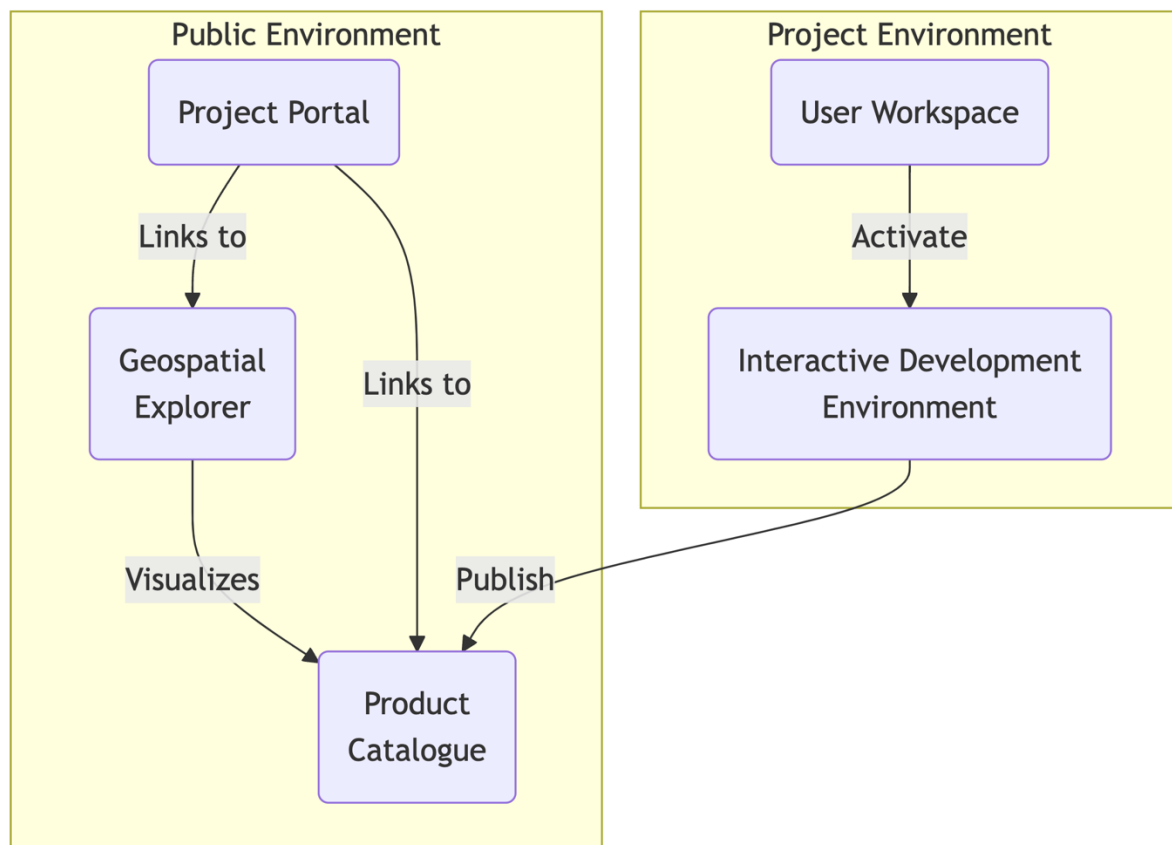 Public Environment
Project Environment
Project Portal
User Workspace
Links to
Activate
Geospatial
Explorer
Links to
Interactive Development
Environment
Visualizes
Publish
Product
Catalogue